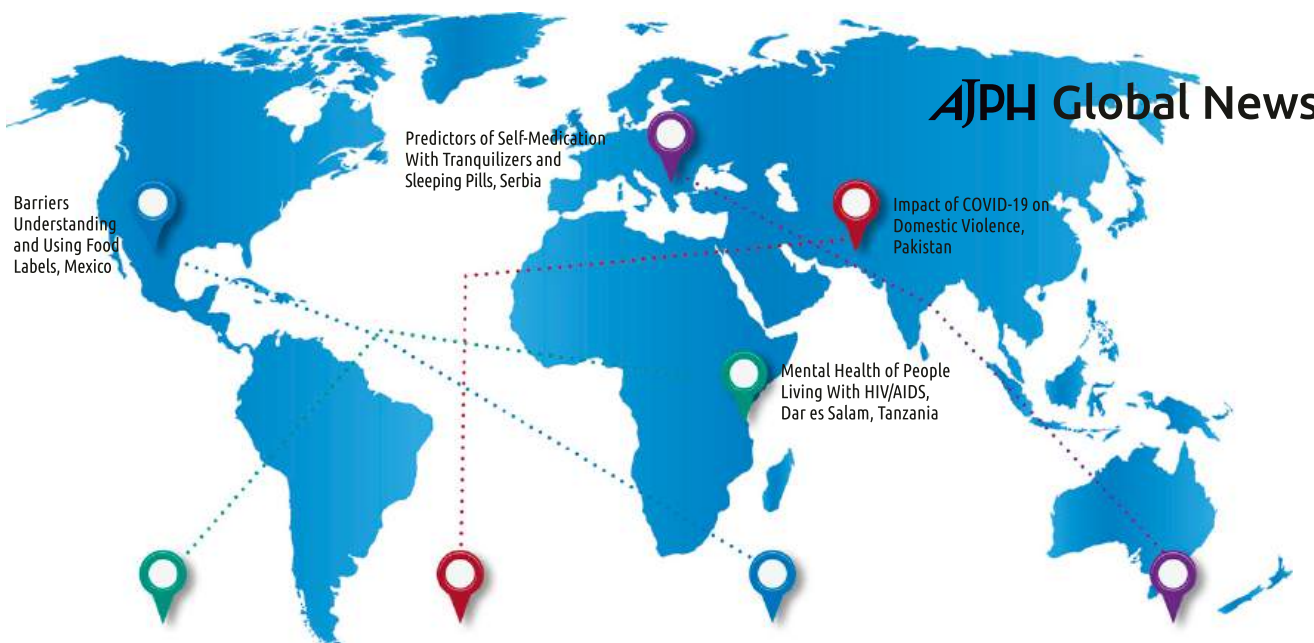 AJPH Global News
Predictors of Self-Medication
With Tranquilizers and
Sleeping Pills, Serbia
Barriers
Understanding
and Using Food
Labels, Mexico
Impact of COVID-19 on
Domestic Violence,
Pakistan
Mental Health of People
Living With HIV/AIDS,
Dar es Salam, Tanzania